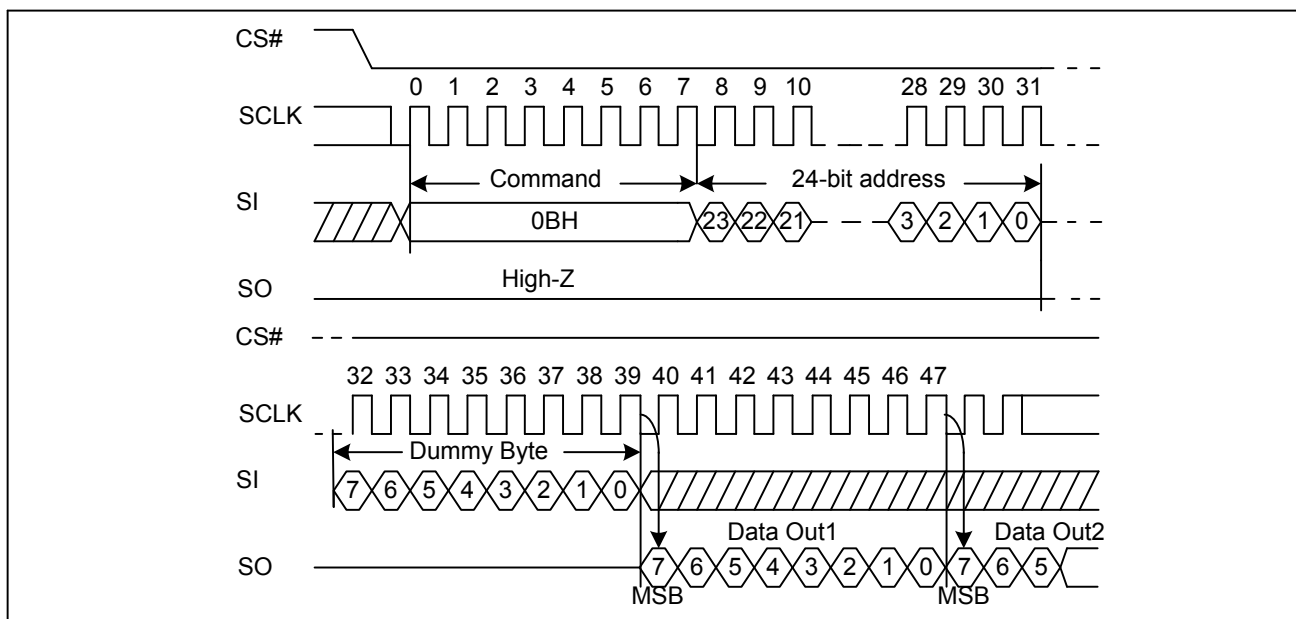 CS#
0 1 2 3 4 5 6 7 8 9 10 28 29 30 31
SCLK
Command 24-bit address
SI
0BH 23 22 21 3 2 1 0
High-Z
SO
CS#
32 33 34 35 36 37 38 39 40 41 42 43 44 45 46 47
SCLK
Dummy Byte
SI
7 6 5 4 3 2 1 0
Data Out1 Data Out2
SO
7 6 5 4 3 2 1 0 7 6 5
MSB MSB